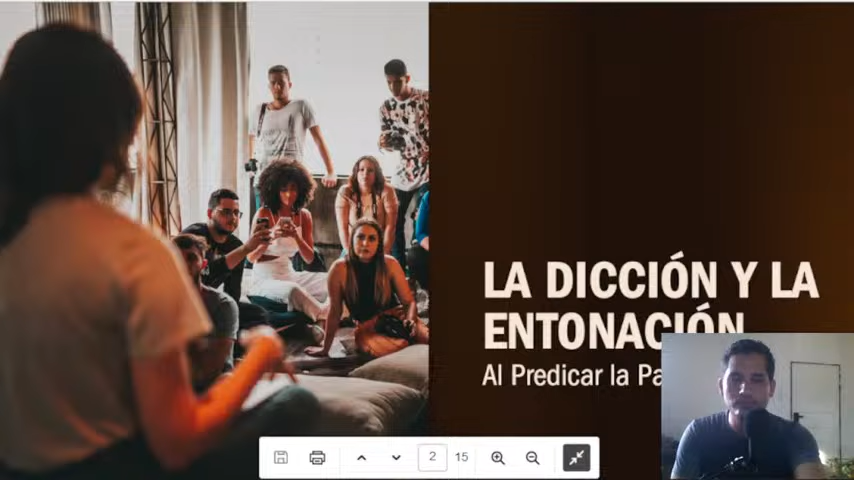 LA DICCIÓN Y LA
ENTONACIÓN
Al Predicar la
2 15